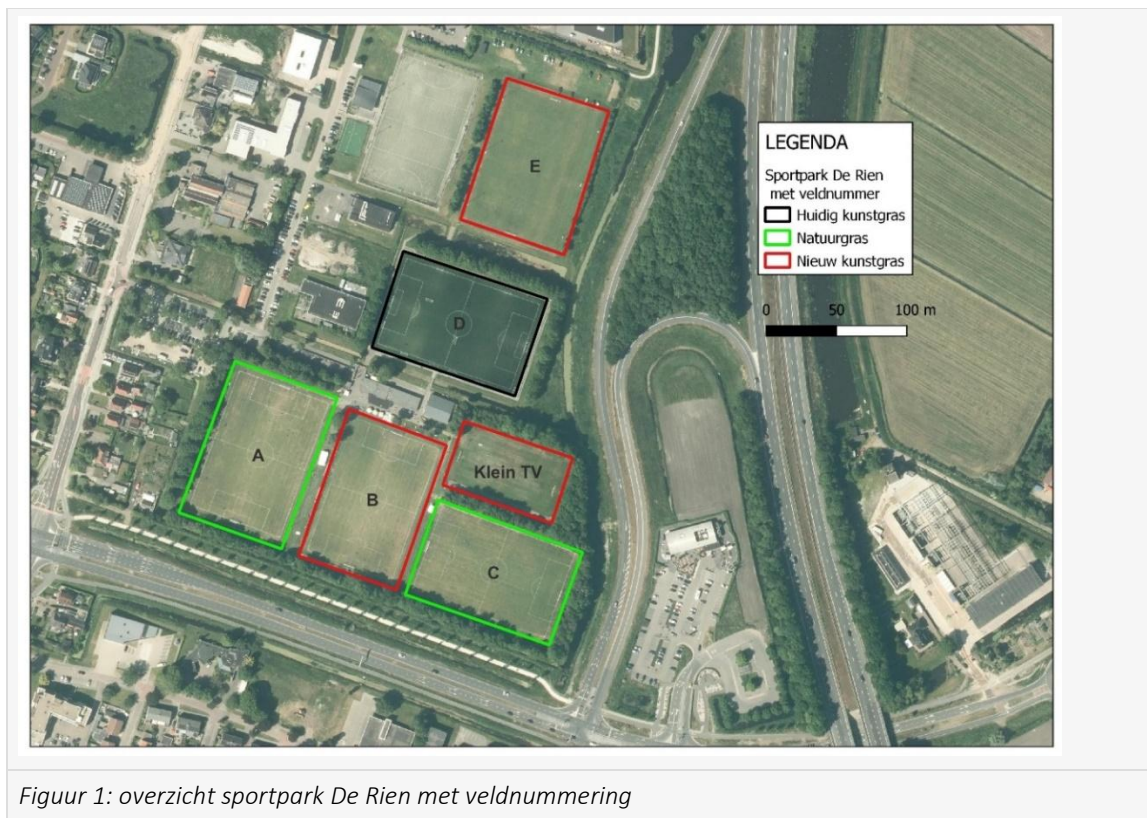 E
LEGENDA
Sportpark De Rien
met veldnummer
Huidig kunstgras
Natuurgras
Nieuw kunstgras
0 50 100 m
D
A
B
Klein TV
C
Figuur 1: overzicht sportpark De Rien met veldnummering